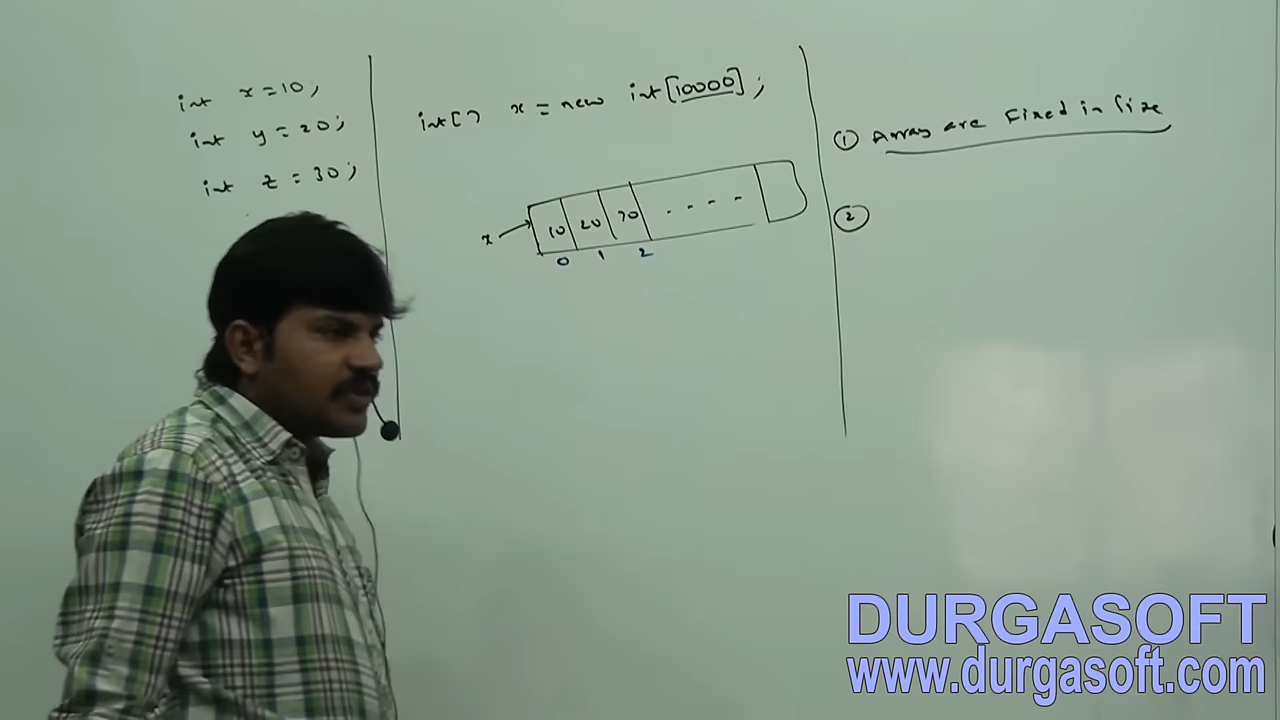 int x=10;
int y=20;
int z=30;
int[] x = new int[10000];
x
10 20 30 - - - -
0 1 2
① Arrays are Fixed in Size
②
DURGASOFT
www.durgasoft.com